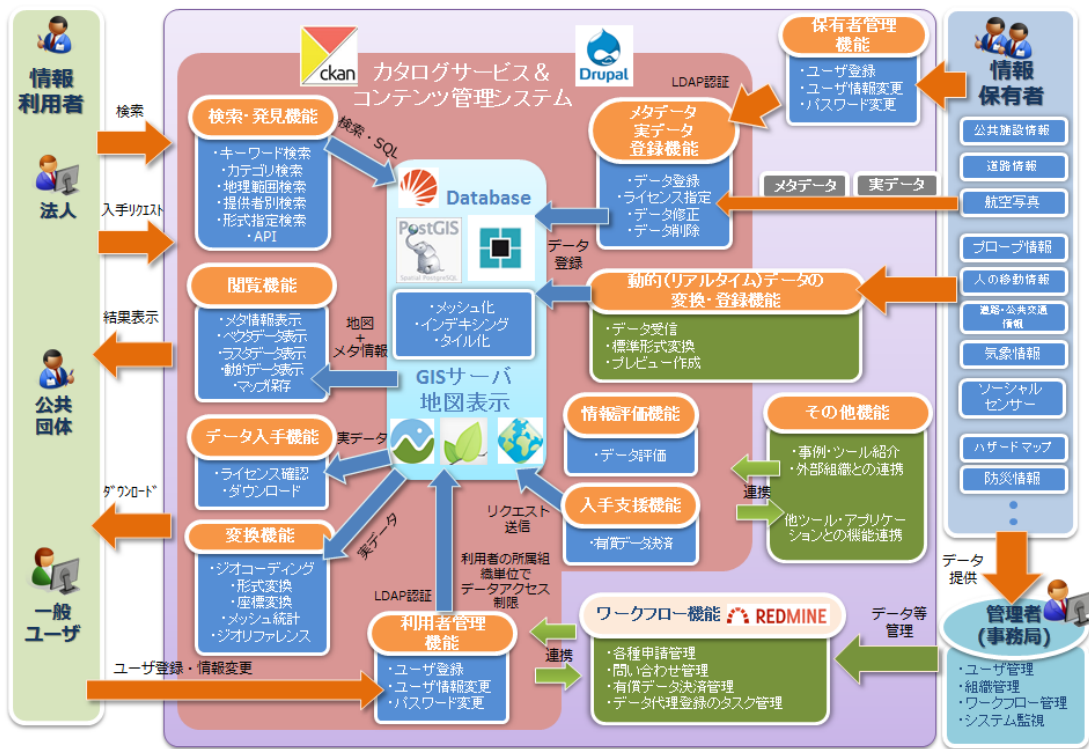 情報
利用者
検索
法人
入手ﾘｸｴｽﾄ
結果表示
公共
団体
ﾀﾞｳﾝﾛｰﾄﾞ
一般
ユーザ
ユーザ登録・情報変更
ckan
Drupal
カタログサービス＆
コンテンツ管理システム
検索・発見機能
・キーワード検索
・カテゴリ検索
・地理範囲検索
・提供者別検索
・形式指定検索
・API
検索・SQL
閲覧機能
・メタ情報表示
・ベクタデータ表示
・ラスタデータ表示
・動的データ表示
・マップ保存
地図
＋
メタ情報
データ入手機能
・ライセンス確認
・ダウンロード
実データ
変換機能
・ジオコーディング
・形式変換
・座標変換
・メッシュ統計
・ジオリファレンス
実データ
Database
PostGIS
Spatial PostgreSQL
・メッシュ化
・インデキシング
・タイル化
GISサーバ
地図表示
LDAP認証
利用者管理
機能
・ユーザ登録
・ユーザ情報変更
・パスワード変更
利用者の所属組
織単位で
データアクセス
制限
リクエスト
送信
保有者管理
機能
・ユーザ登録
・ユーザ情報変更
・パスワード変更
LDAP認証
メタデータ
実データ
登録機能
・データ登録
・ライセンス指定
・データ修正
・データ削除
メタデータ
実データ
データ
登録
動的(リアルタイム)データの
変換・登録機能
・データ受信
・標準形式変換
・プレビュー作成
情報評価機能
・データ評価
入手支援機能
・有償データ決済
その他機能
・事例・ツール紹介
・外部組織との連携
他ツール・アプリケー
ションとの機能連携
連携
ワークフロー機能
REDMINE
・各種申請管理
・問い合わせ管理
・有償データ決済管理
・データ代理登録のタスク管理
連携
データ等
管理
情報
保有者
公共施設情報
道路情報
航空写真
プローブ情報
人の移動情報
道路・公共交通
情報
気象情報
ソーシャル
センサー
ハザードマップ
防災情報
データ
提供
管理者
(事務局)
・ユーザ管理
・組織管理
・ワークフロー管理
・システム監視